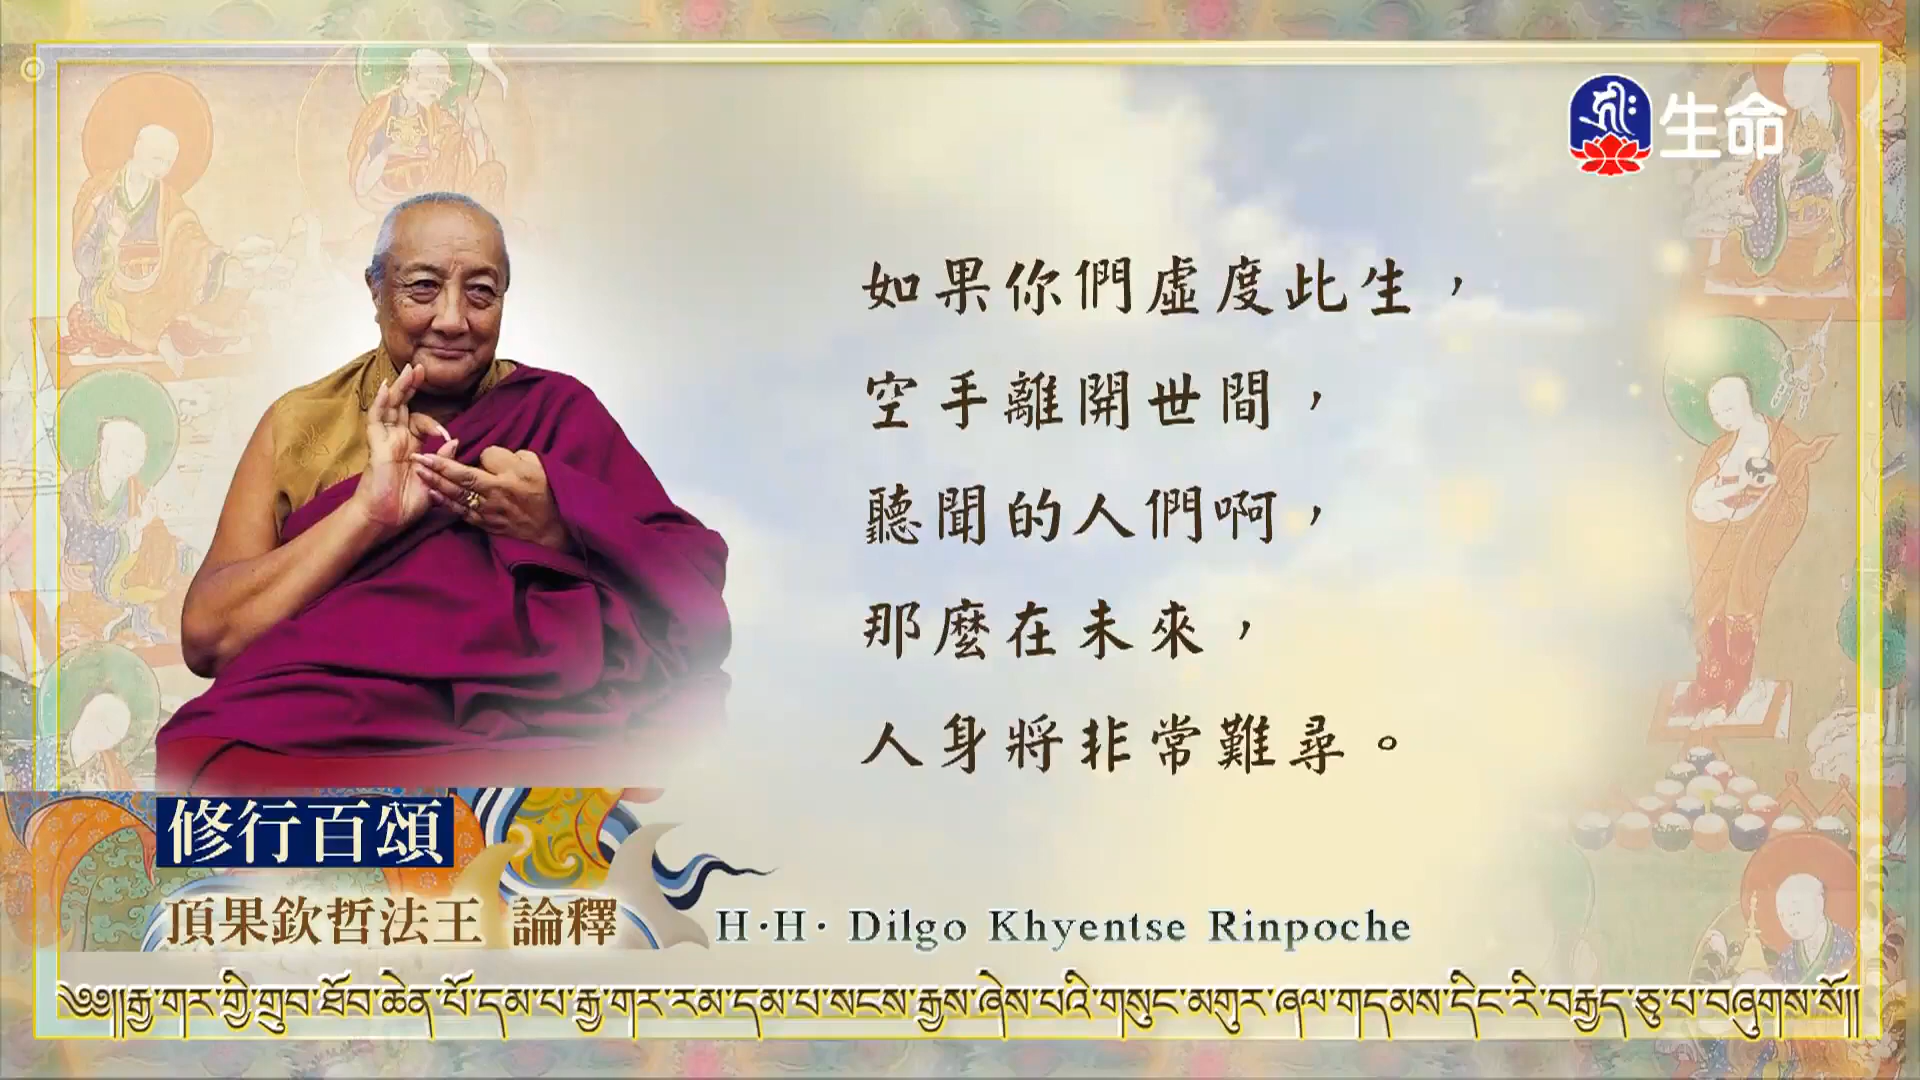 生命
如果你們虛度此生，
空手離開世間，
聽聞的人們啊，
那麼在未來，
人身將非常難尋。
修行百頌
頂果欽哲法王 論釋
H·H· Dilgo Khyentse Rinpoche
༄༅།།རྒྱ་གར་གྱི་གྲུབ་ཐོབ་ཆེན་པོ་དམ་པ་རྒྱ་གར་རམ་དམ་པ་སངས་རྒྱས་ཞེས་པའི་གསུང་མགུར་ཞལ་གདམས་དིང་རི་བརྒྱད་ཅུ་པ་བཞུགས་སོ།།